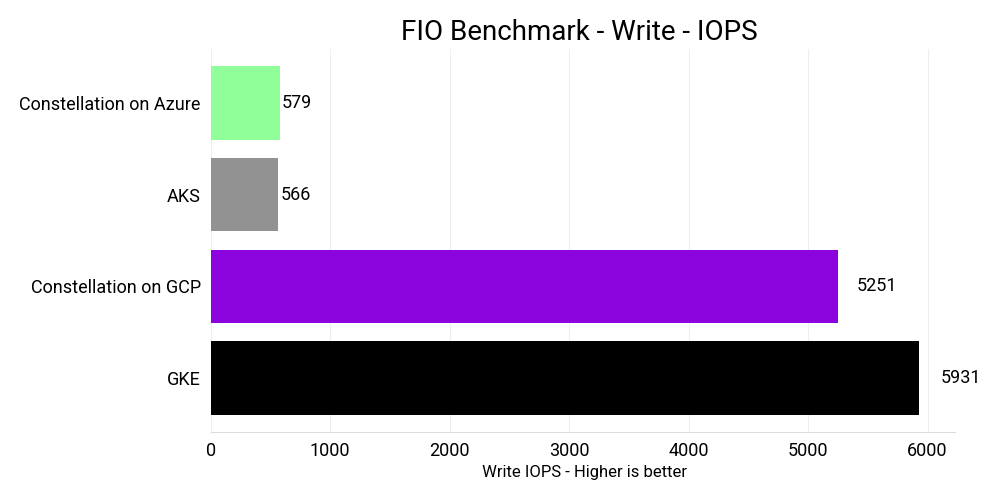 FIO Benchmark - Write - IOPS
Constellation on Azure 579
AKS 566
Constellation on GCP 5251
GKE 5931
0 1000 2000 3000 4000 5000 6000
Write IOPS - Higher is better